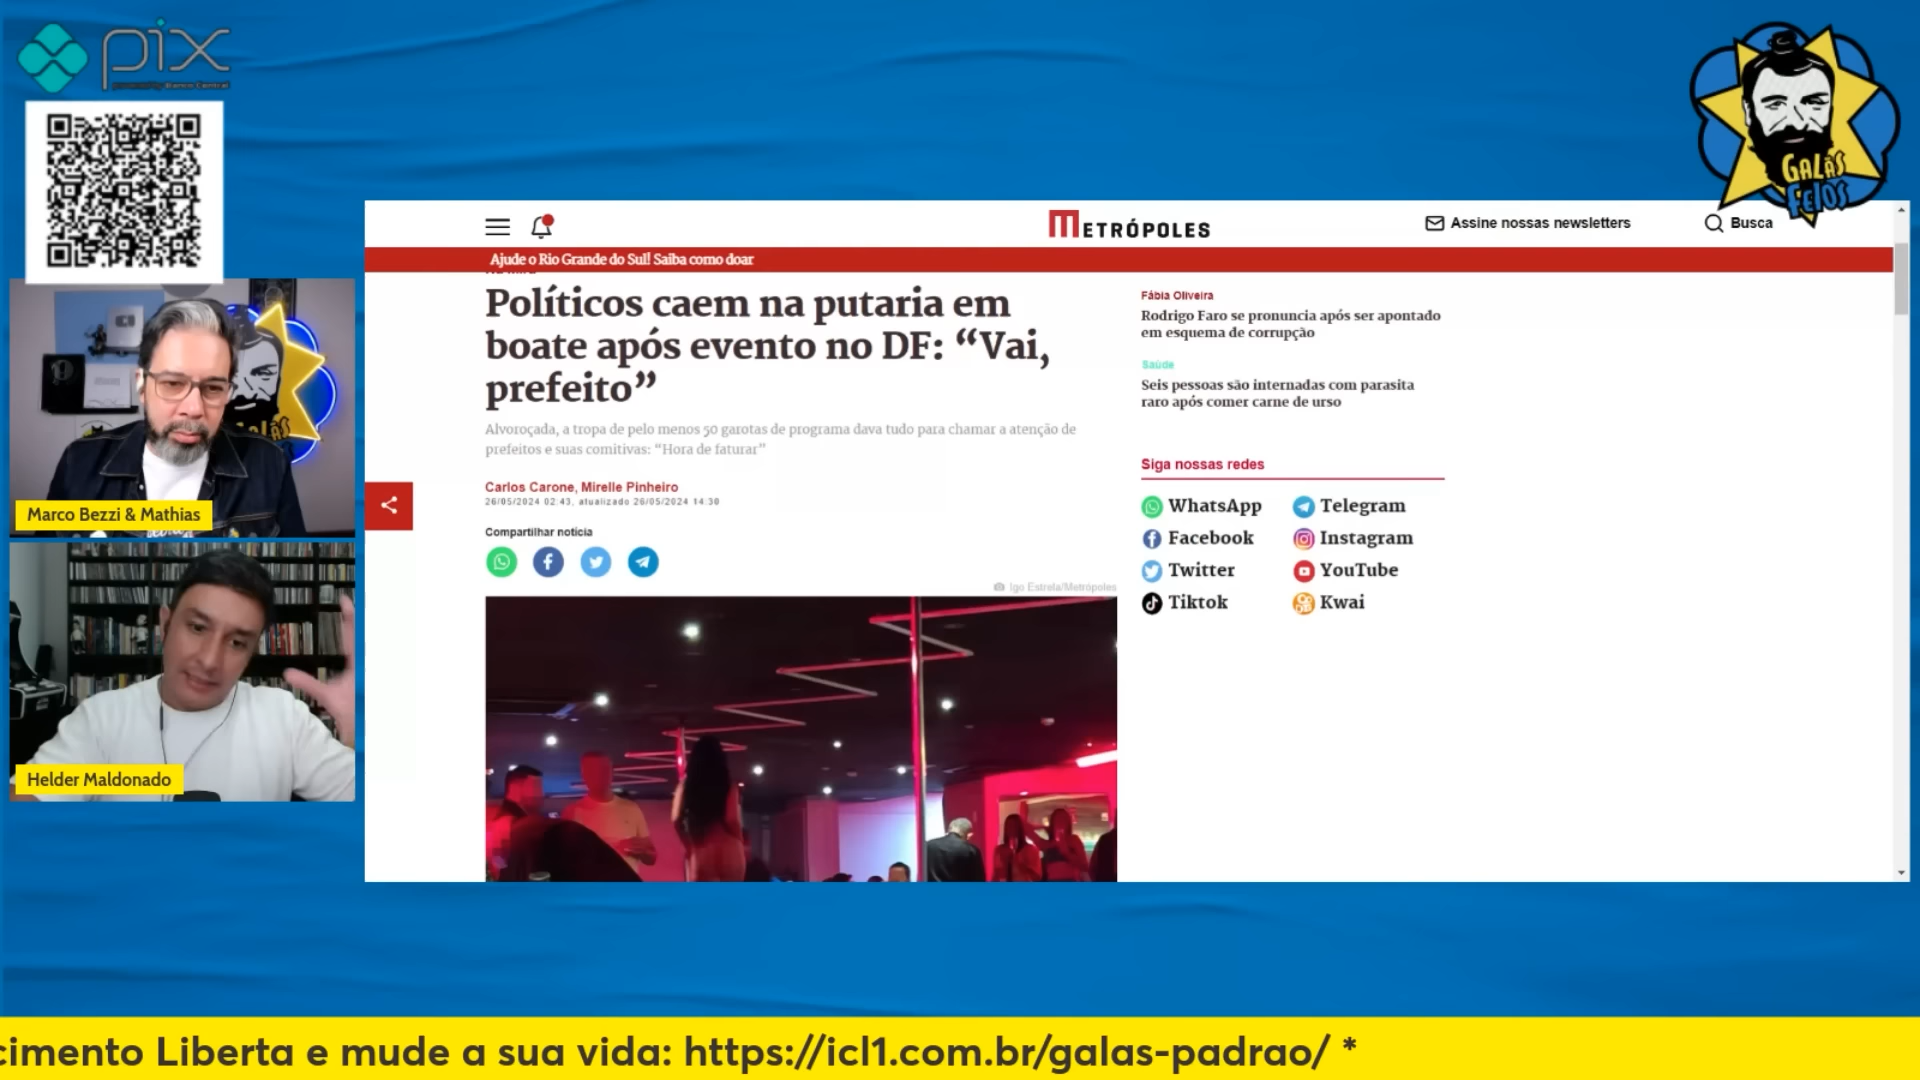 pix
powered by Banco Central
GALÃS
FEIOS
METRÓPOLES
Assine nossas newsletters
Busca
Ajude o Rio Grande do Sul! Saiba como doar
Políticos caem na putaria em
boate após evento no DF: “Vai,
prefeito”
Alvoroçada, a tropa de pelo menos 50 garotas de programa dava tudo para chamar a atenção de
prefeitos e suas comitivas: “Hora de faturar”
Carlos Carone, Mirelle Pinheiro
26/05/2024 02:43, atualizado 26/05/2024 14:30
Compartilhar notícia
Igo Estrela/Metrópoles
Fábia Oliveira
Rodrigo Faro se pronuncia após ser apontado
em esquema de corrupção
Saúde
Seis pessoas são internadas com parasita
raro após comer carne de urso
Siga nossas redes
WhatsApp
Telegram
Facebook
Instagram
Twitter
YouTube
Tiktok
Kwai
Marco Bezzi & Mathias
Helder Maldonado
cimento Liberta e mude a sua vida: https://icl1.com.br/galas-padrao/ *